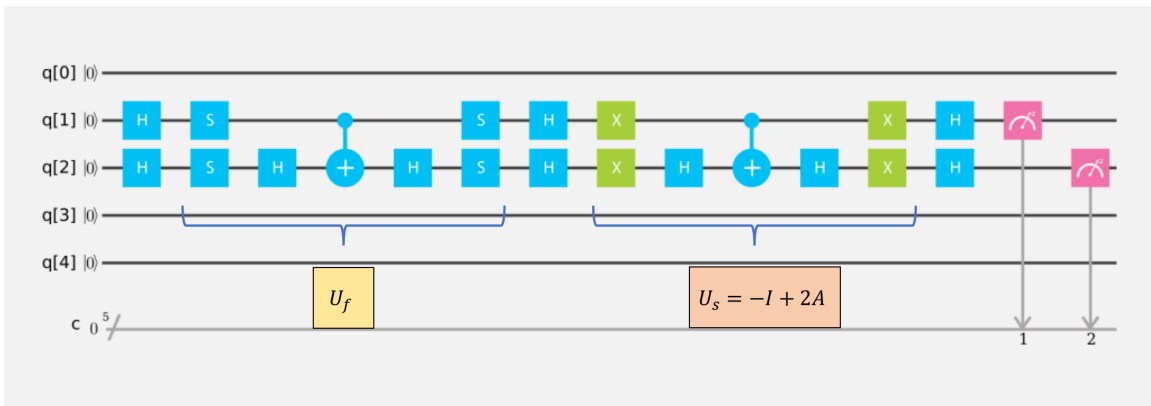 q[0] |0⟩
q[1] |0⟩ H S S H X X H z
q[2] |0⟩ H S H + H S H X H + H X H z
q[3] |0⟩
q[4] |0⟩
U_f
U_s = −I + 2A
c 0 5
1 2